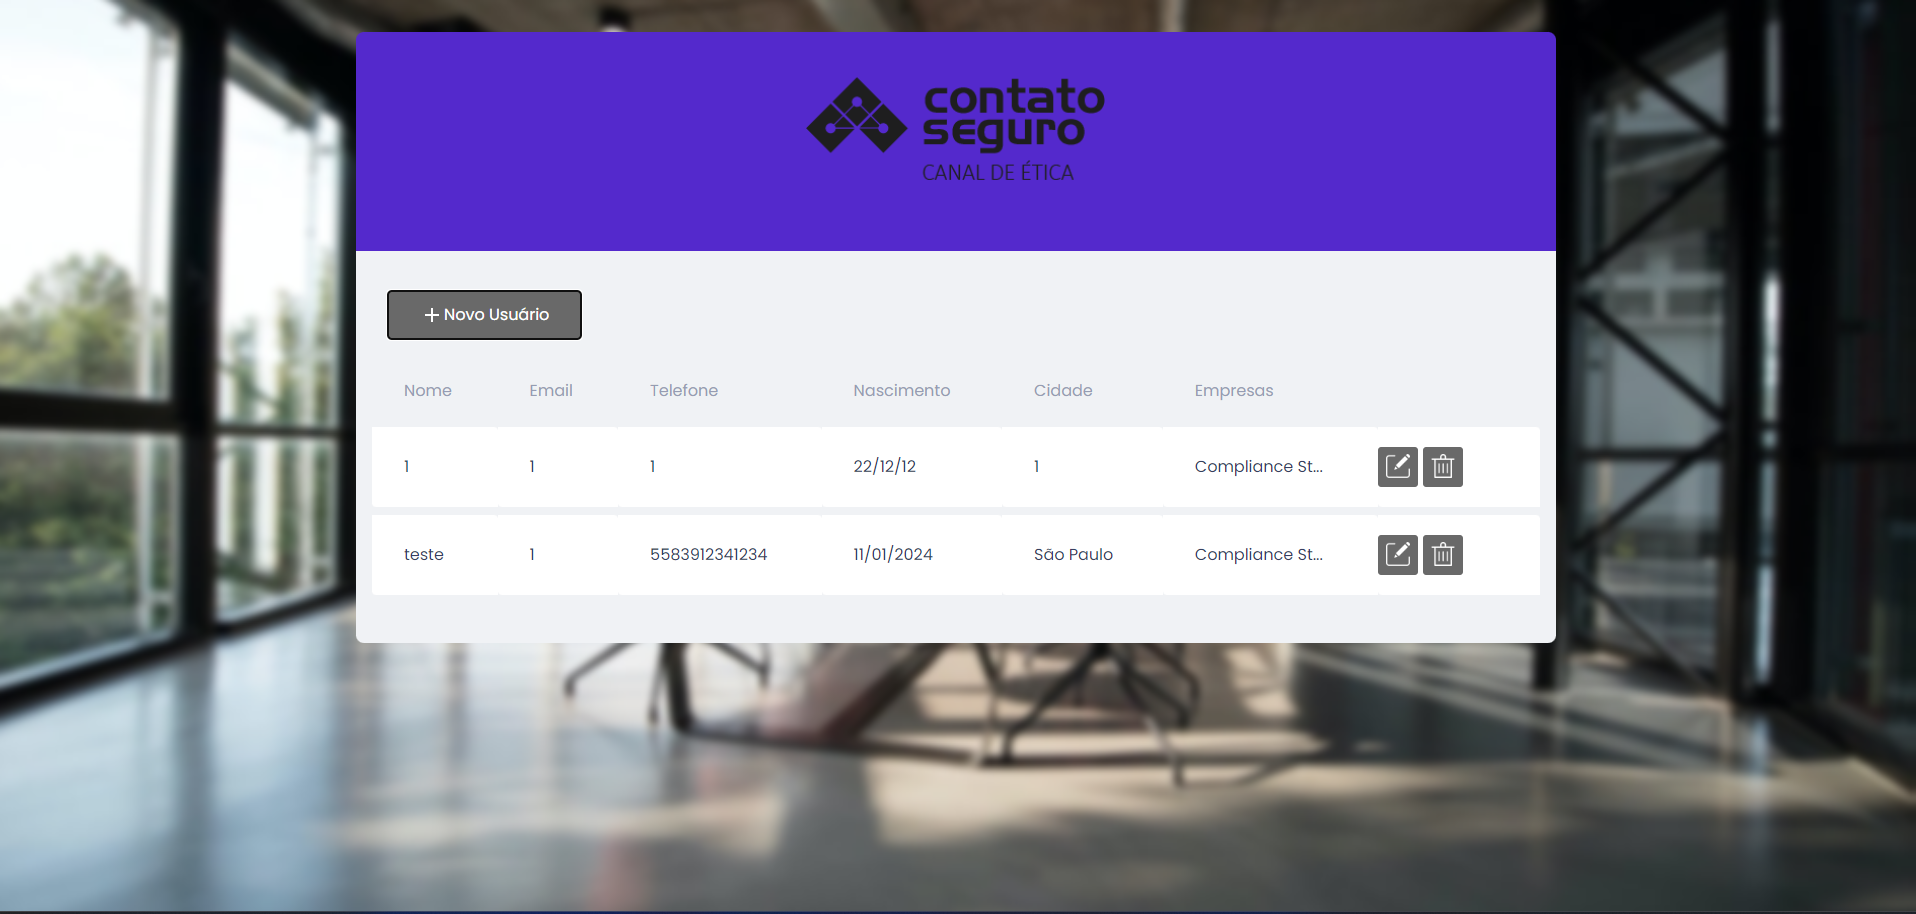 contato
seguro
CANAL DE ÉTICA
Novo Usuário
Nome Email Telefone Nascimento Cidade Empresas
1 1 1 22/12/12 1 Compliance St...
teste 1 5583912341234 11/01/2024 São Paulo Compliance St...